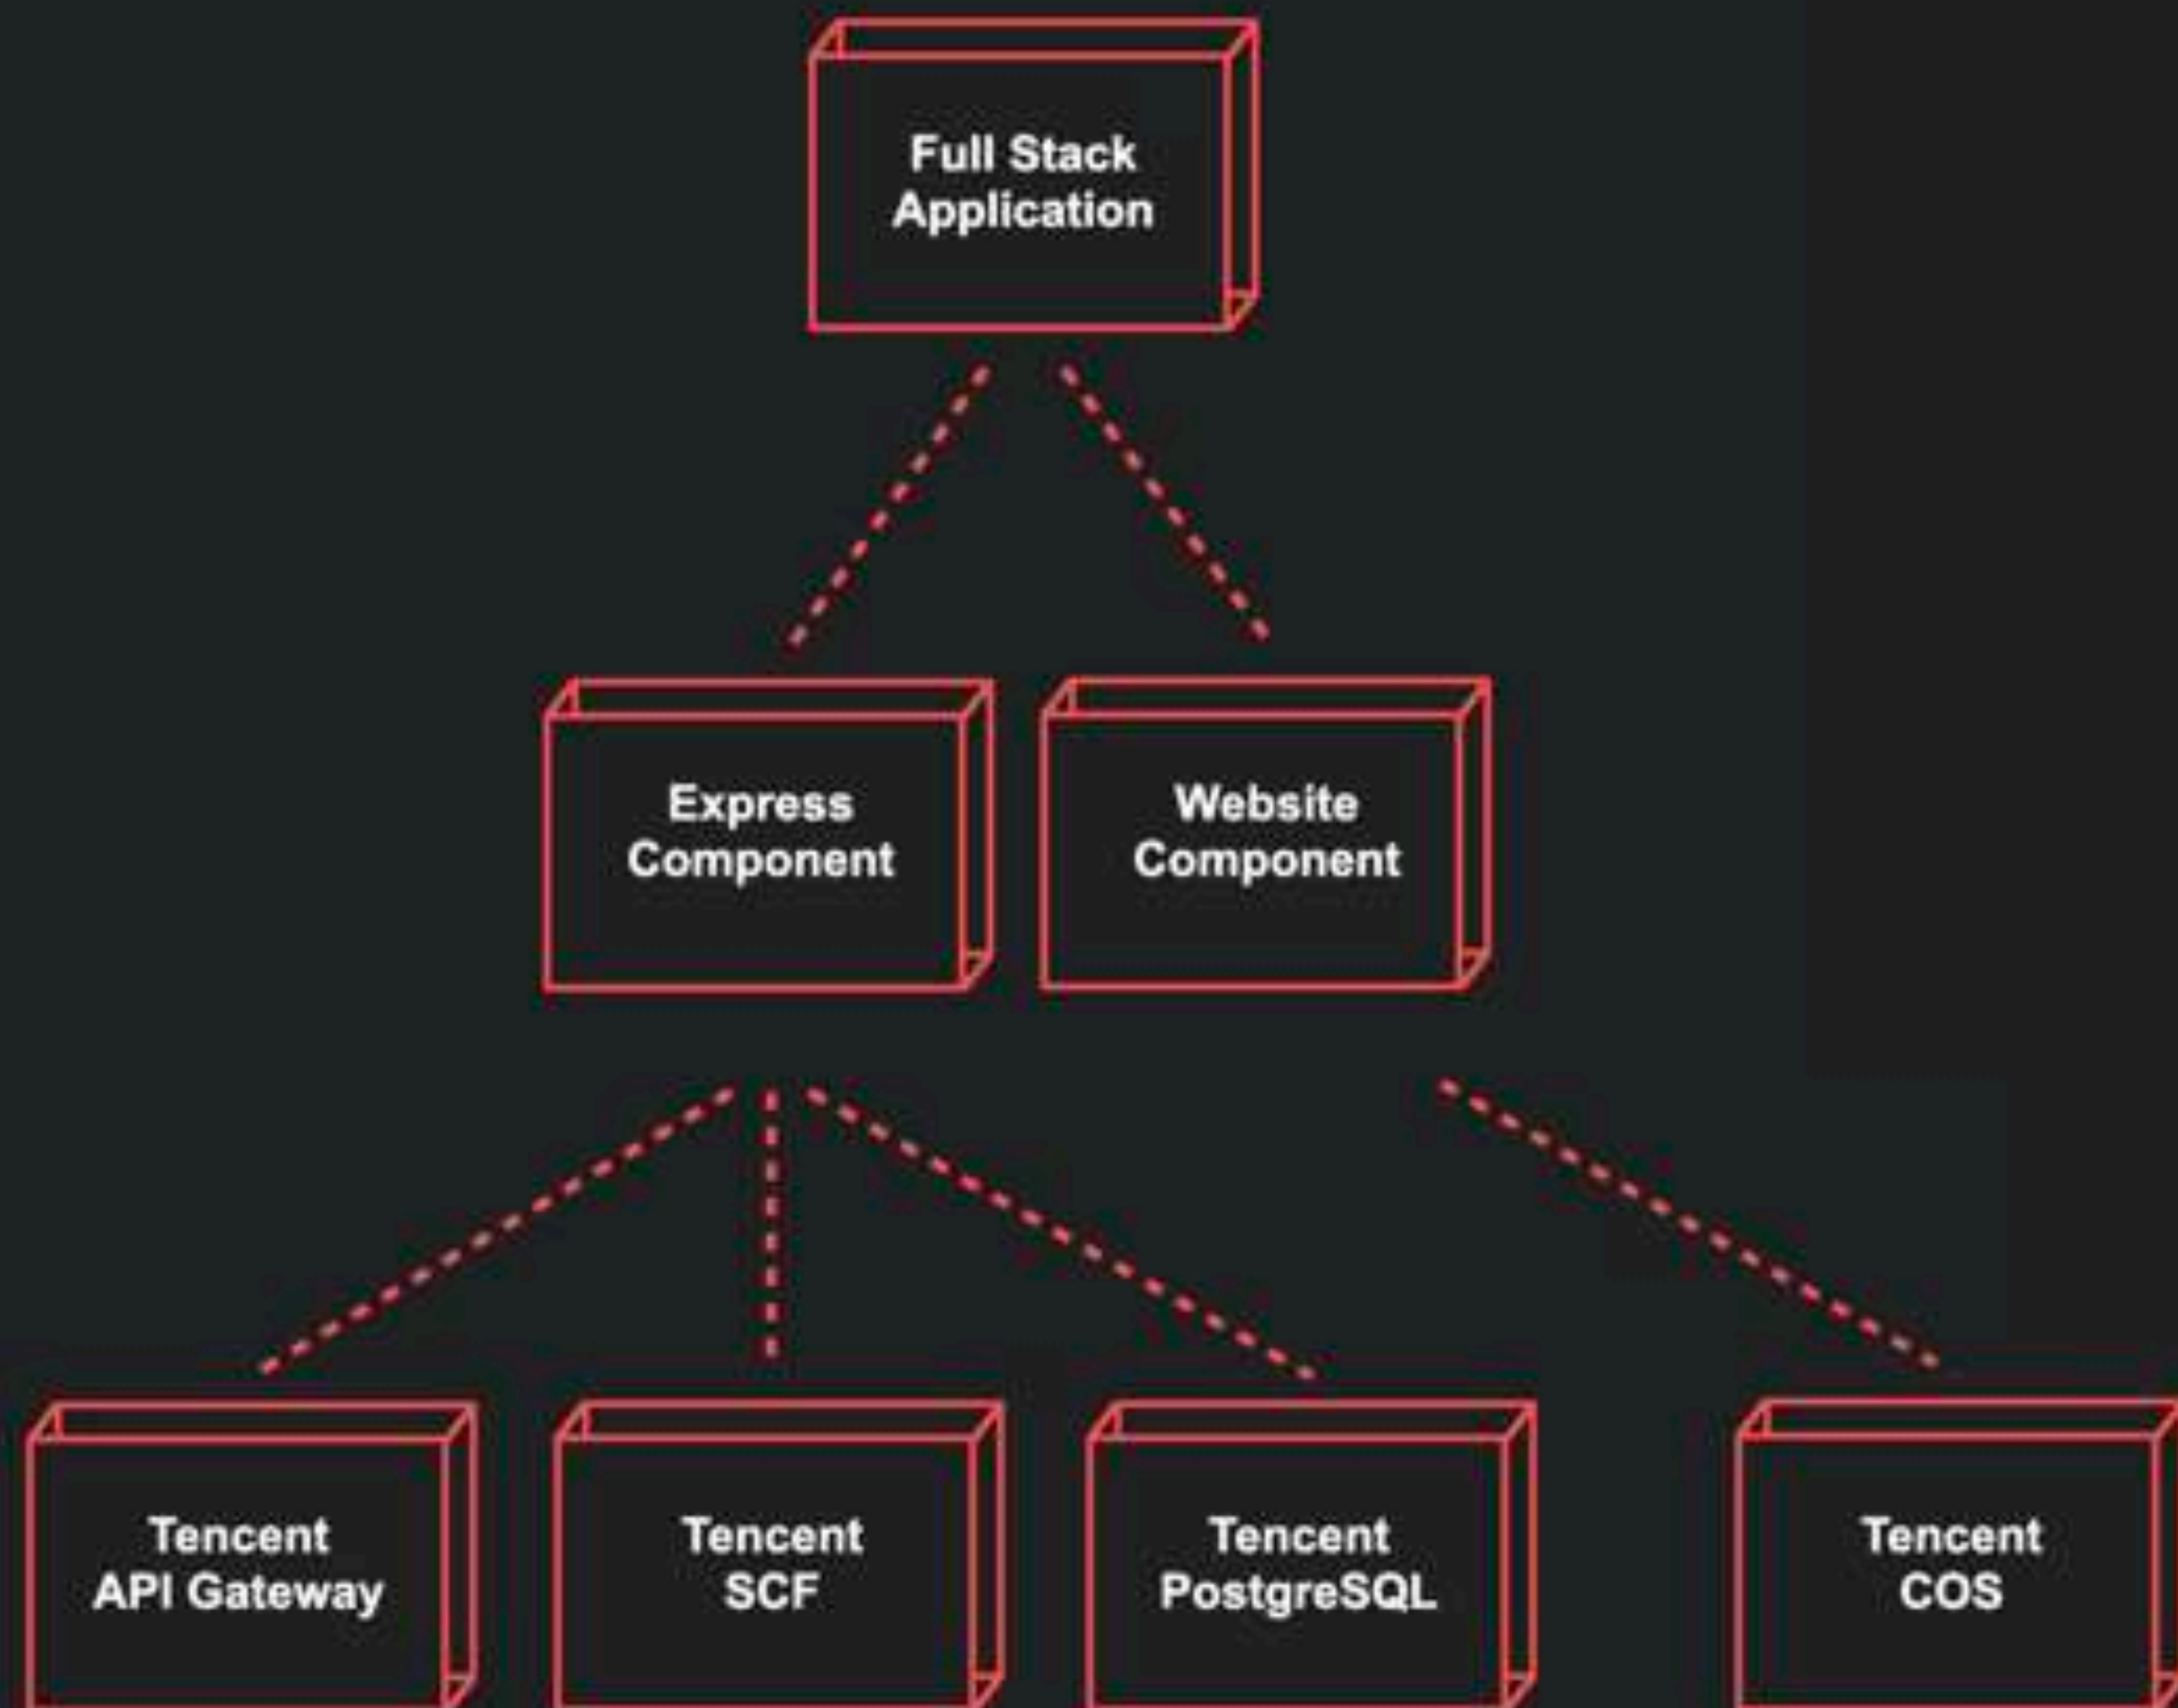 Full Stack
Application
Express
Component
Website
Component
Tencent
API Gateway
Tencent
SCF
Tencent
PostgreSQL
Tencent
COS